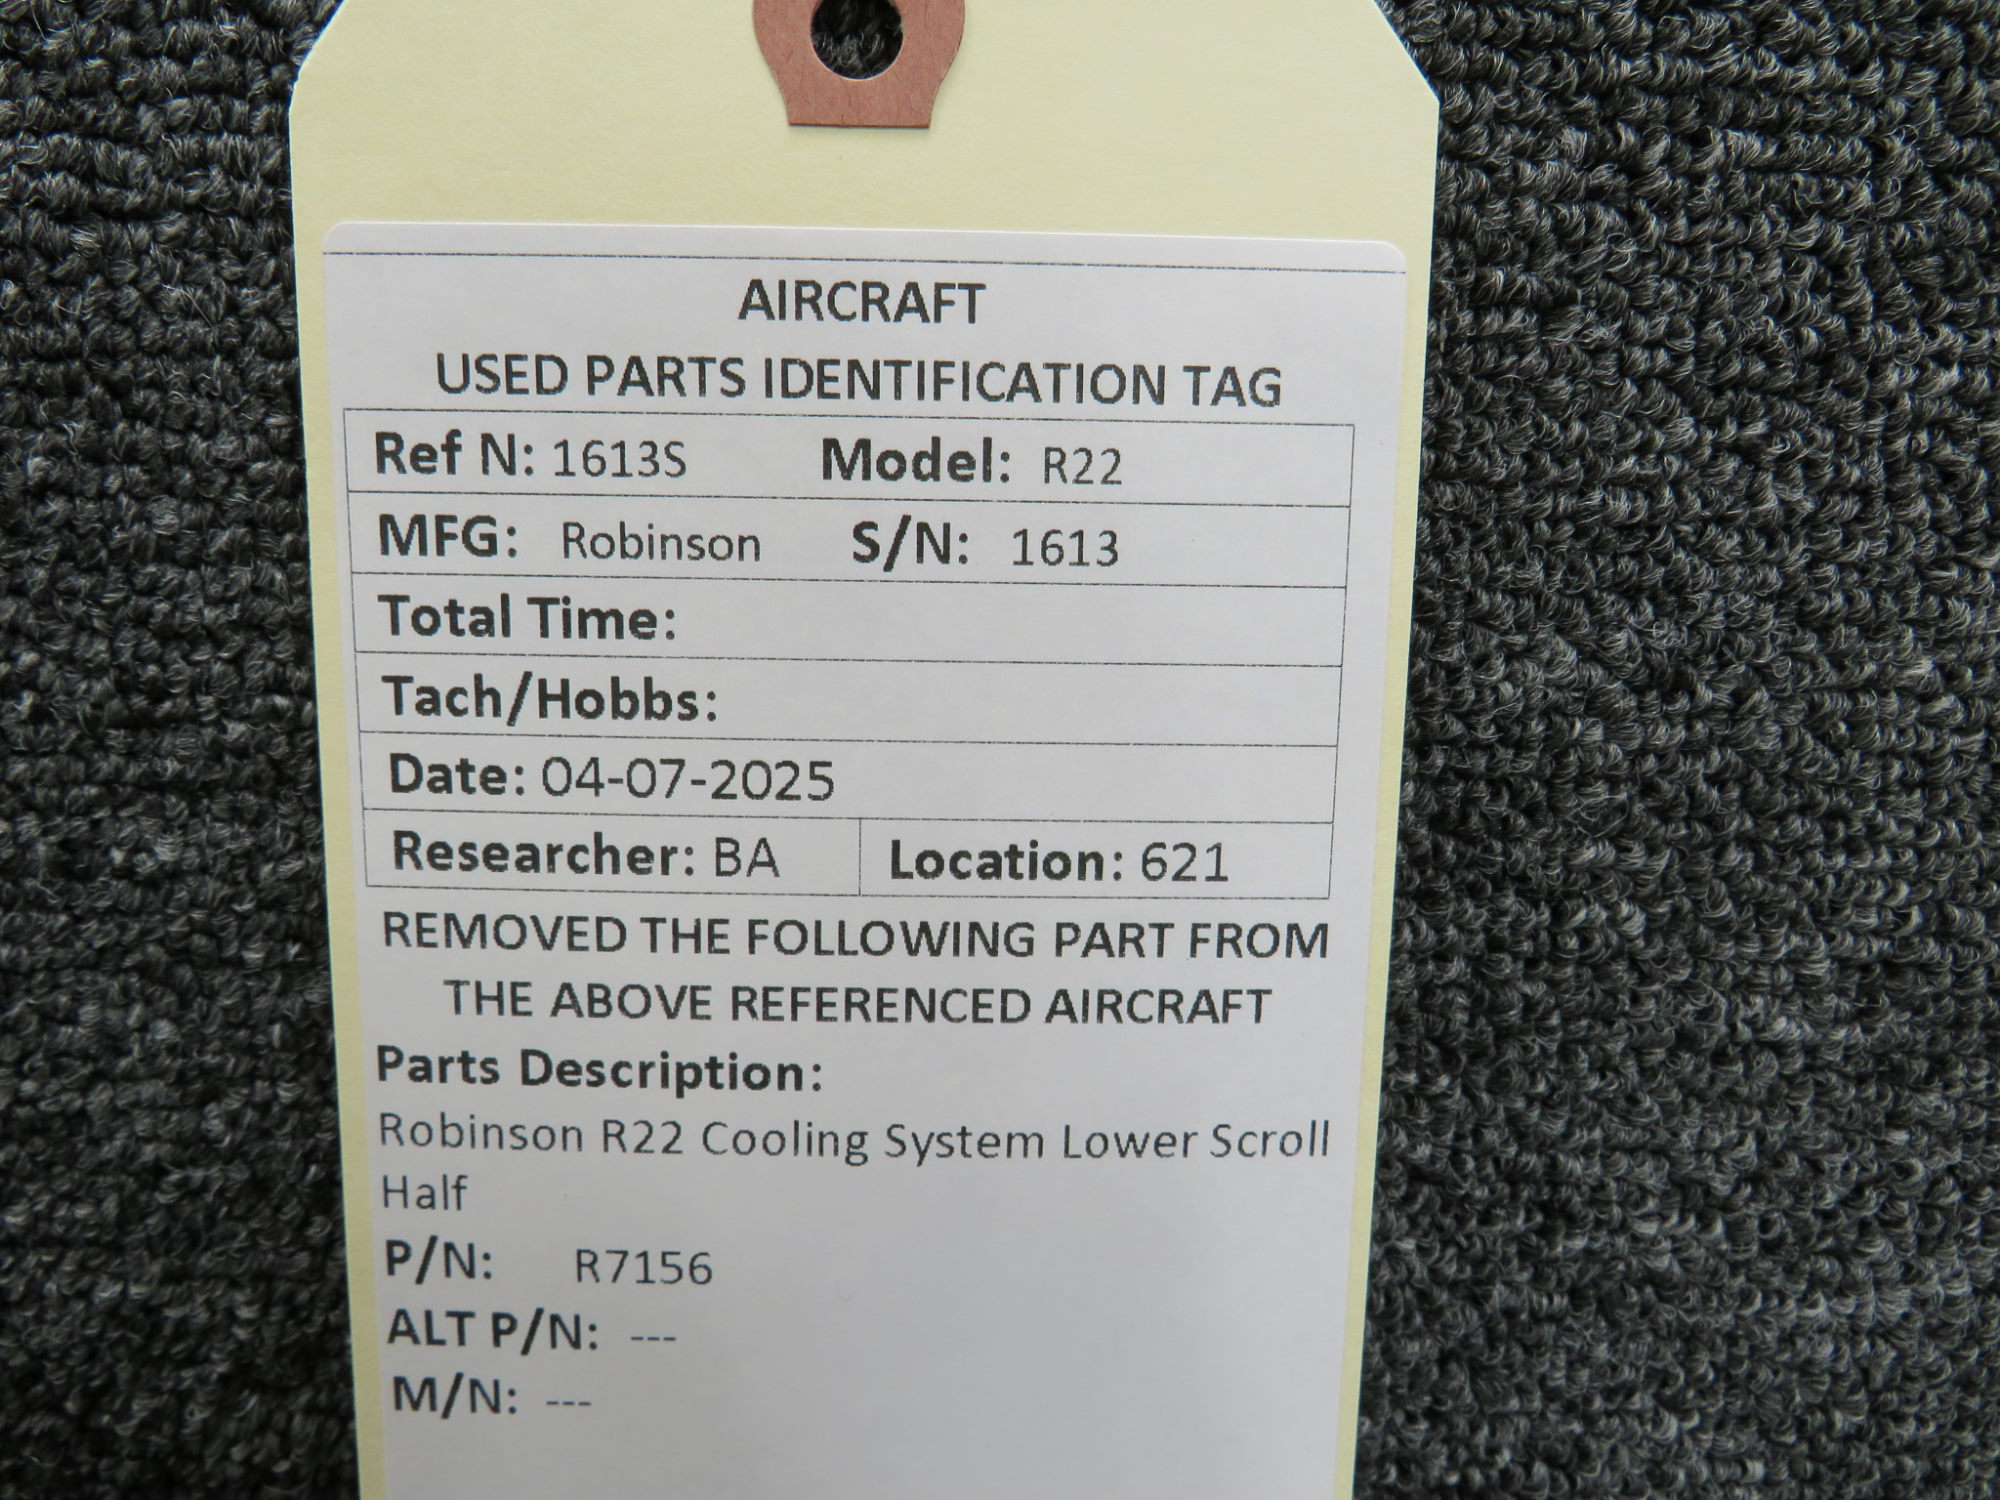 AIRCRAFT
USED PARTS IDENTIFICATION TAG
Ref N: 1613S Model: R22
MFG: Robinson S/N: 1613
Total Time:
Tach/Hobbs:
Date: 04-07-2025
Researcher: BA Location: 621
REMOVED THE FOLLOWING PART FROM
THE ABOVE REFERENCED AIRCRAFT
Parts Description:
Robinson R22 Cooling System Lower Scroll
Half
P/N: R7156
ALT P/N: ---
M/N: ---